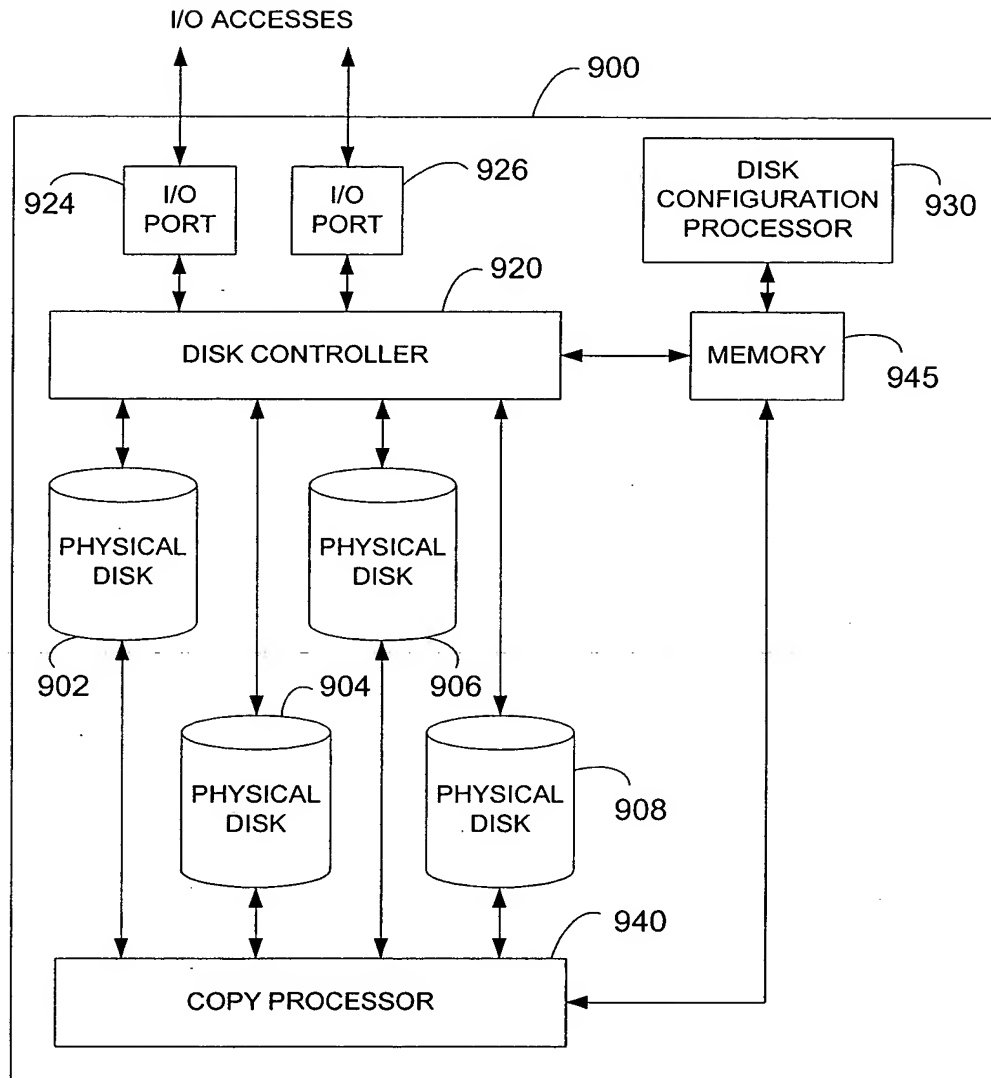 I/O ACCESSES
900
924
I/O
PORT
926
I/O
PORT
DISK
CONFIGURATION
PROCESSOR
930
920
DISK CONTROLLER
MEMORY
945
PHYSICAL
DISK
PHYSICAL
DISK
902
904
906
PHYSICAL
DISK
PHYSICAL
DISK
908
940
COPY PROCESSOR